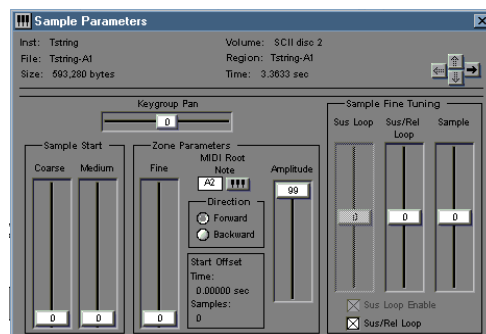 Sample Parameters
Inst: Tstring
Volume: SCII disc 2
File: Tstring-A1
Region: Tstring-A1
Size: 593,280 bytes
Time: 3.3633 sec
Keygroup Pan
0
Sample Start
Coarse
Medium
0
0
Zone Parameters
Fine
0
MIDI Root
Note
A2
Direction
Forward
Backward
Start Offset
Time:
0.00000 sec
Samples:
0
Amplitude
99
Sample Fine Tuning
Sus Loop
Sus/Rel
Loop
Sample
0
0
0
Sus Loop Enable
Sus/Rel Loop